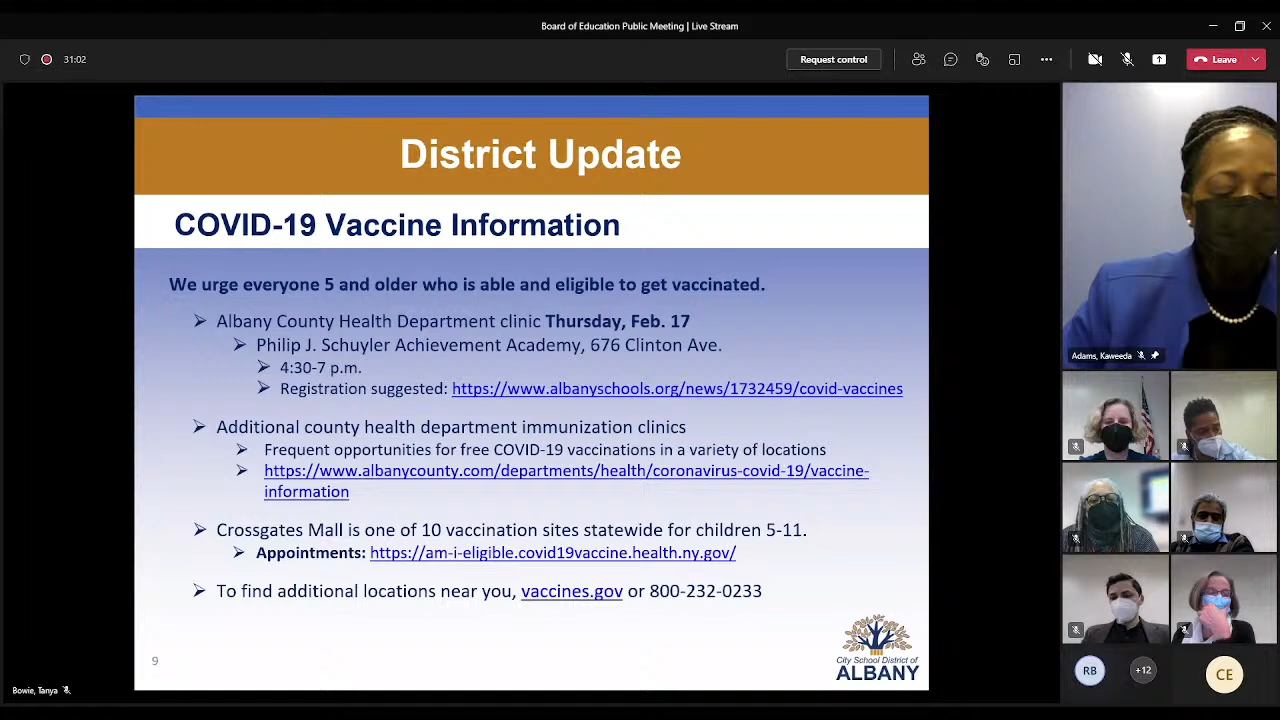 Board of Education Public Meeting | Live Stream
31:02
Request control
Leave
District Update
COVID-19 Vaccine Information
We urge everyone 5 and older who is able and eligible to get vaccinated.
Albany County Health Department clinic Thursday, Feb. 17
Philip J. Schuyler Achievement Academy, 676 Clinton Ave.
4:30-7 p.m.
Registration suggested: https://www.albanyschools.org/news/1732459/covid-vaccines
Additional county health department immunization clinics
Frequent opportunities for free COVID-19 vaccinations in a variety of locations
https://www.albanycounty.com/departments/health/coronavirus-covid-19/vaccine-
information
Crossgates Mall is one of 10 vaccination sites statewide for children 5-11.
Appointments: https://am-i-eligible.covid19vaccine.health.ny.gov/
To find additional locations near you, vaccines.gov or 800-232-0233
9
City School District of
ALBANY
Bowie, Tanya
Adams, Kaweeda
RB
+12
CE